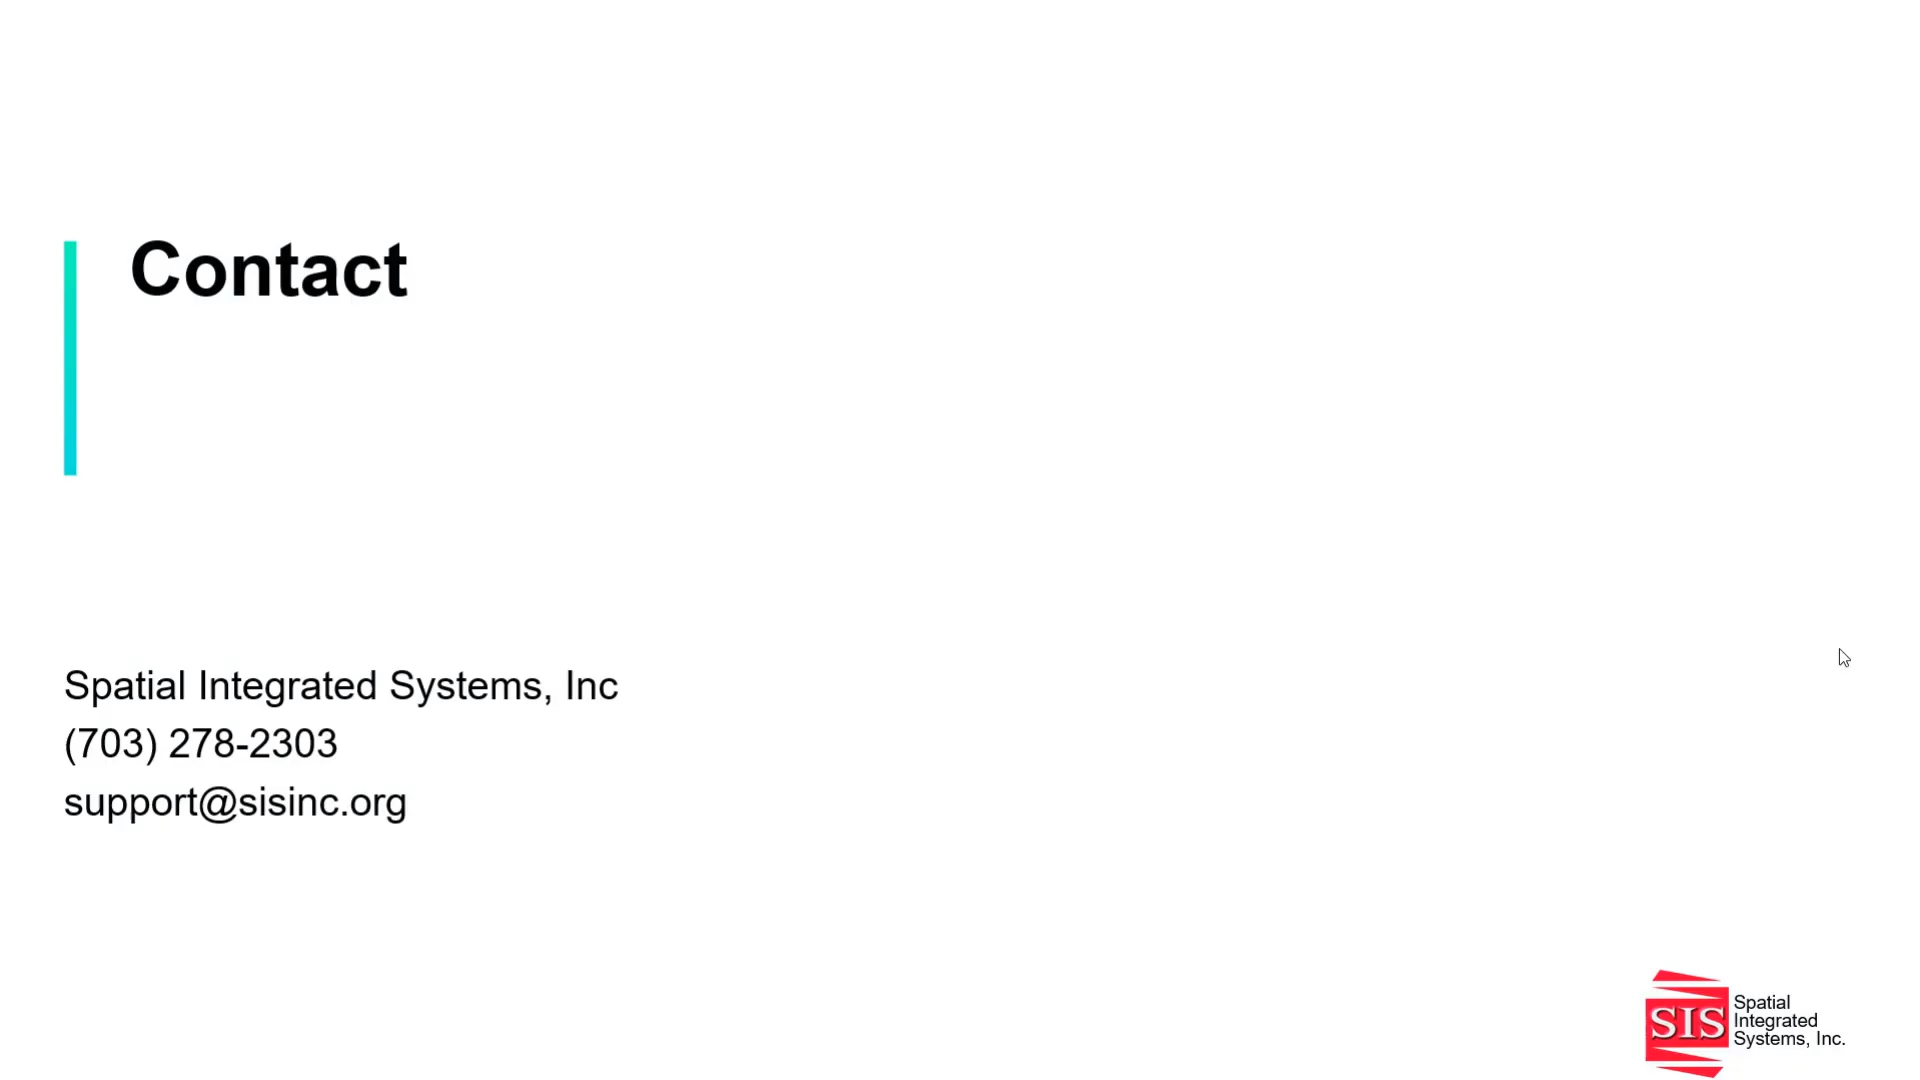 Contact
Spatial Integrated Systems, Inc
(703) 278-2303
support@sisinc.org
SIS
Spatial
Integrated
Systems, Inc.